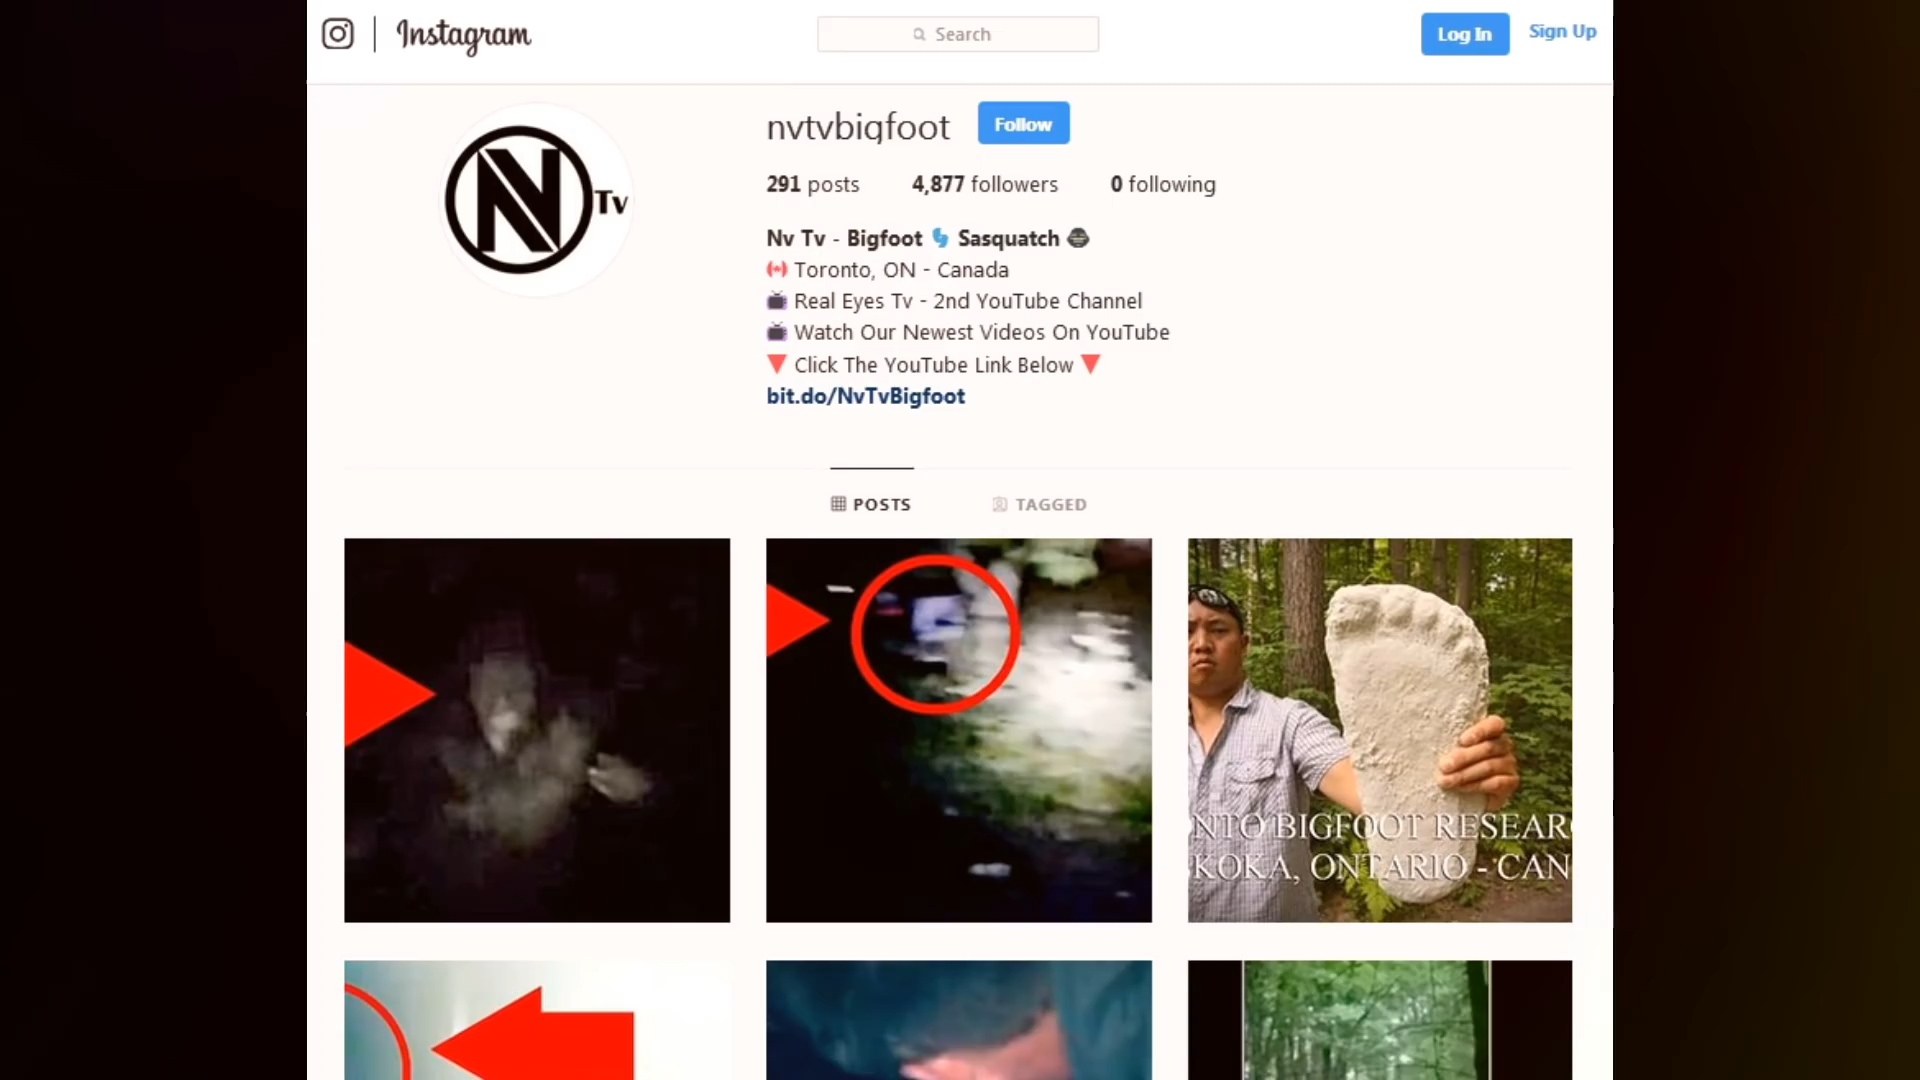 Instagram
Search
Log In
Sign Up
N Tv
nvtvbigfoot
Follow
291 posts
4,877 followers
0 following
Nv Tv - Bigfoot Sasquatch
Toronto, ON - Canada
Real Eyes Tv - 2nd YouTube Channel
Watch Our Newest Videos On YouTube
Click The YouTube Link Below
bit.do/NvTvBigfoot
POSTS
TAGGED
NTO BIGFOOT RESEAR
KOKA, ONTARIO - CAN